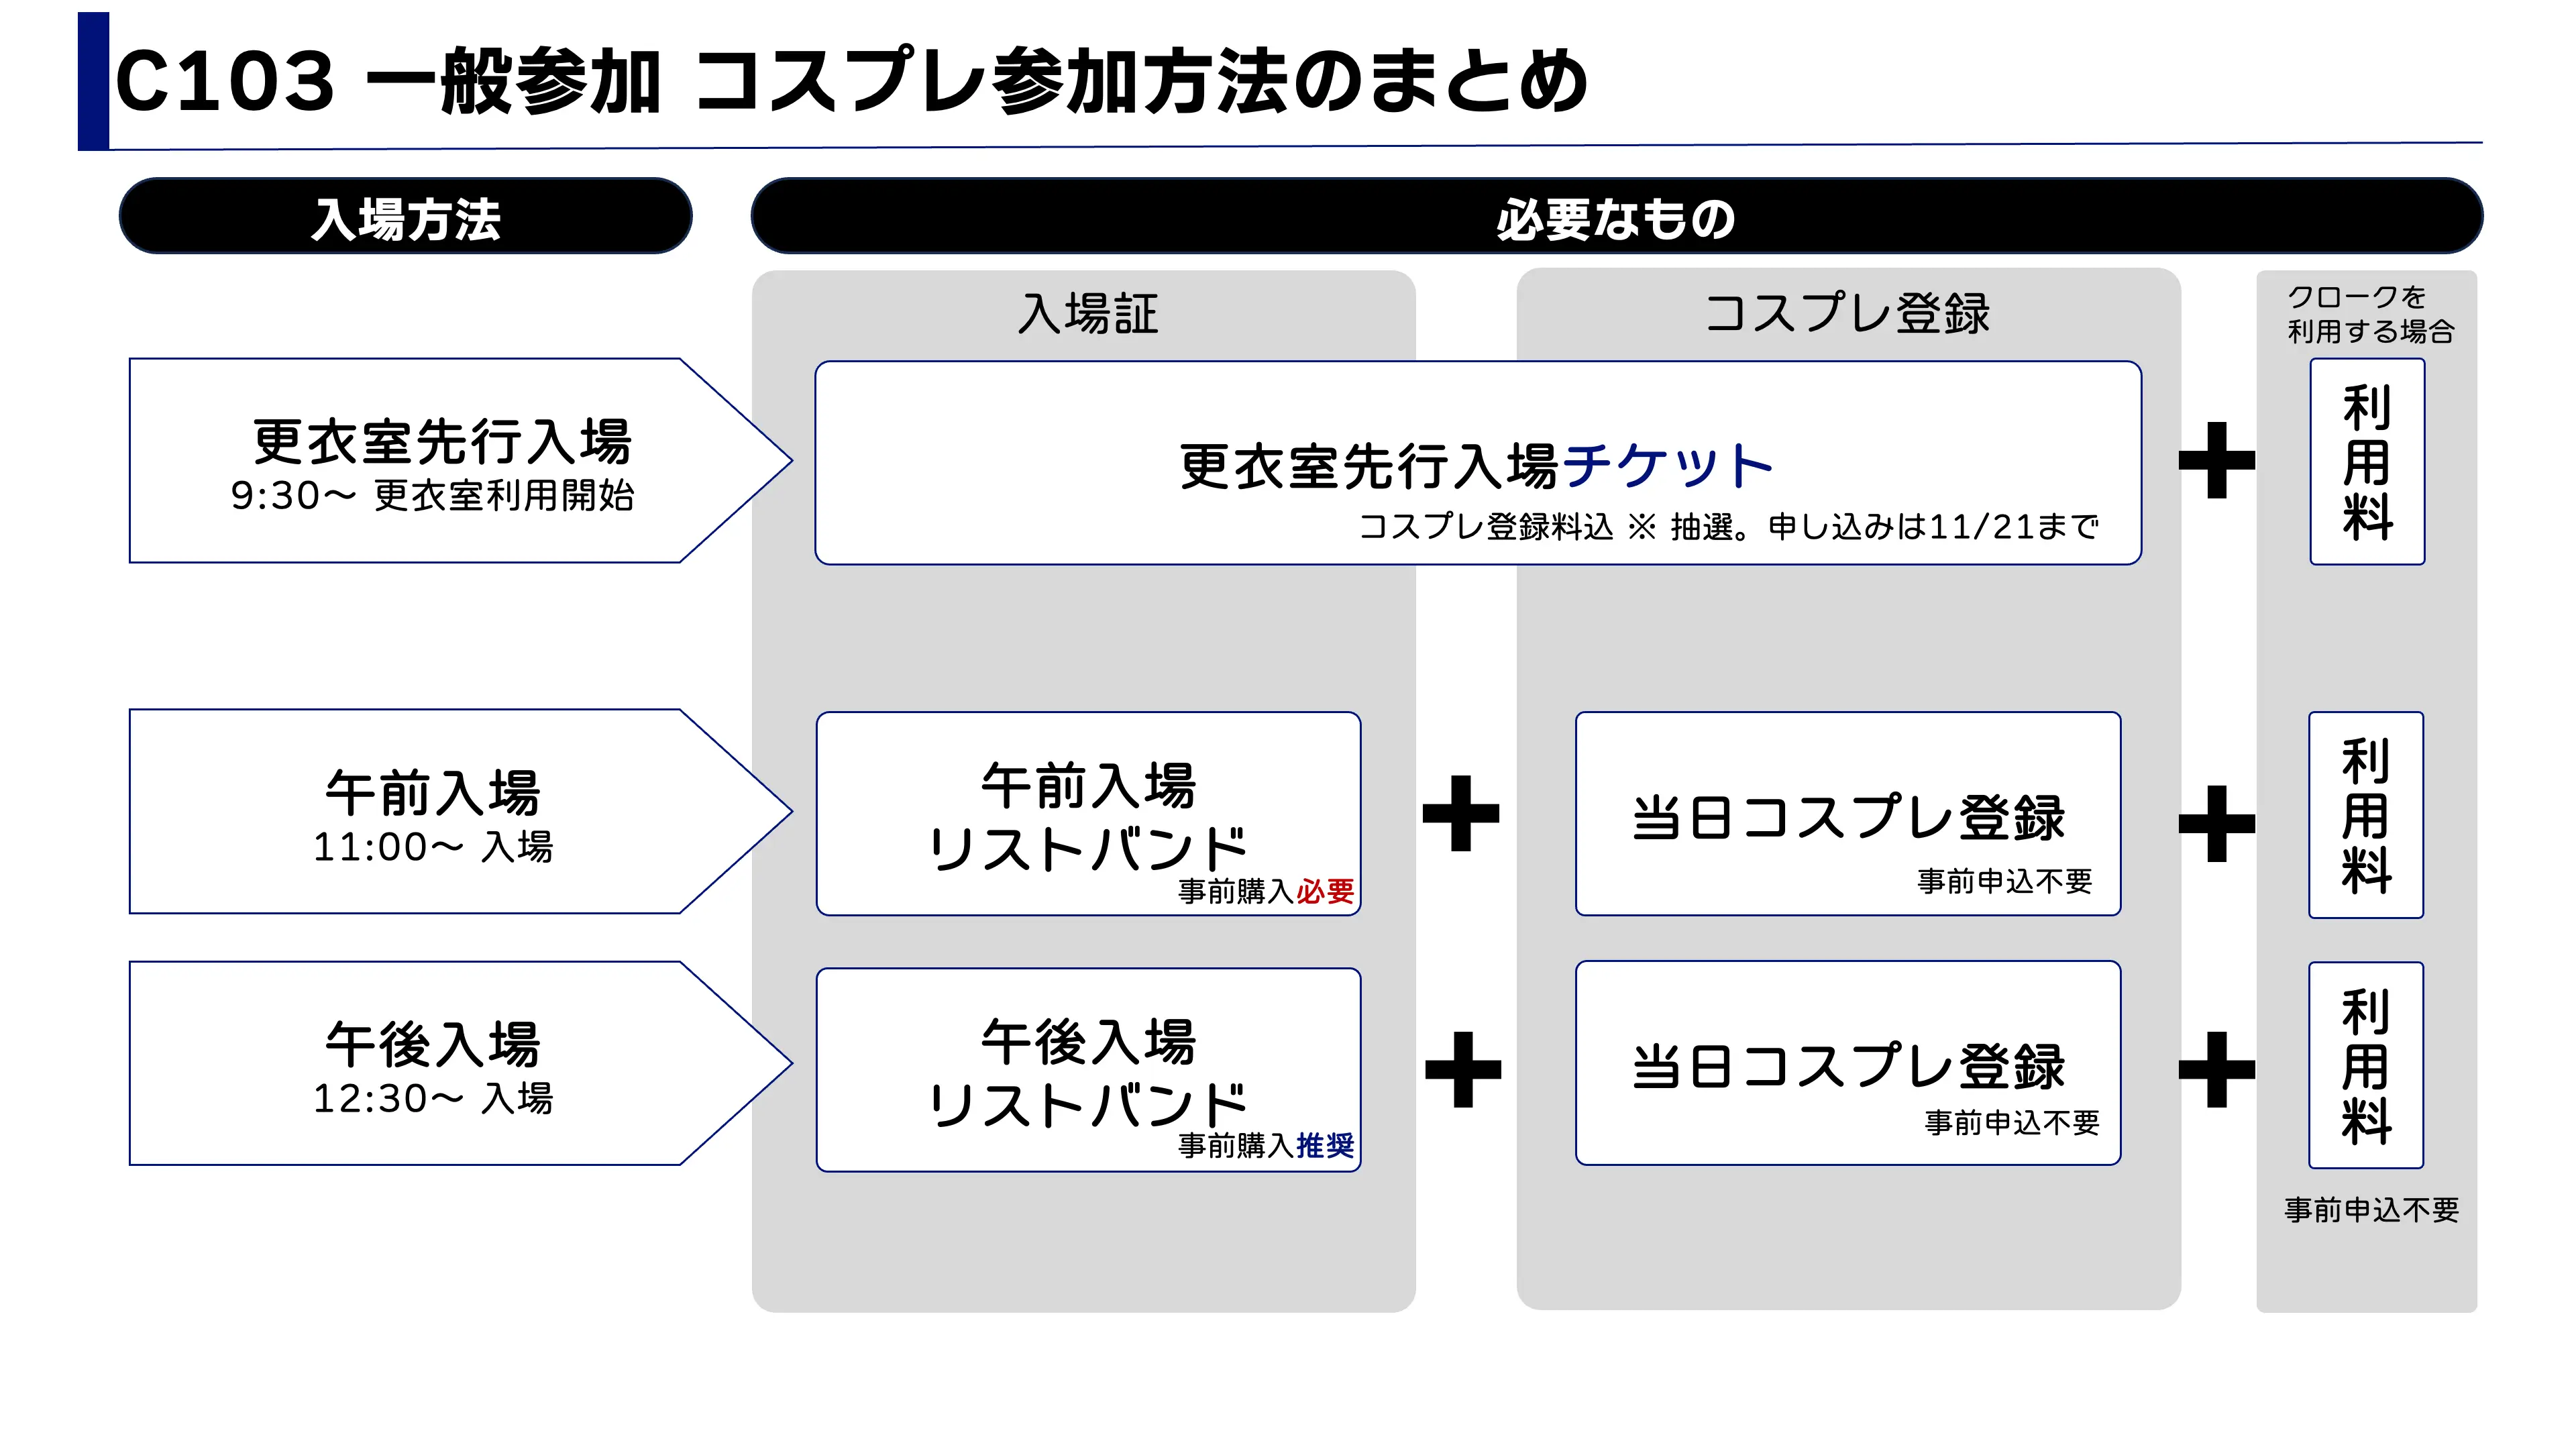 C103 一般参加 コスプレ参加方法のまとめ
入場方法
必要なもの
入場証
コスプレ登録
クロークを
利用する場合
更衣室先行入場
9:30〜 更衣室利用開始
更衣室先行入場チケット
コスプレ登録料込 ※ 抽選。申し込みは11/21まで
利用料
午前入場
11:00〜 入場
午前入場
リストバンド
事前購入必要
当日コスプレ登録
事前申込不要
利用料
午後入場
12:30〜 入場
午後入場
リストバンド
事前購入推奨
当日コスプレ登録
事前申込不要
利用料
事前申込不要